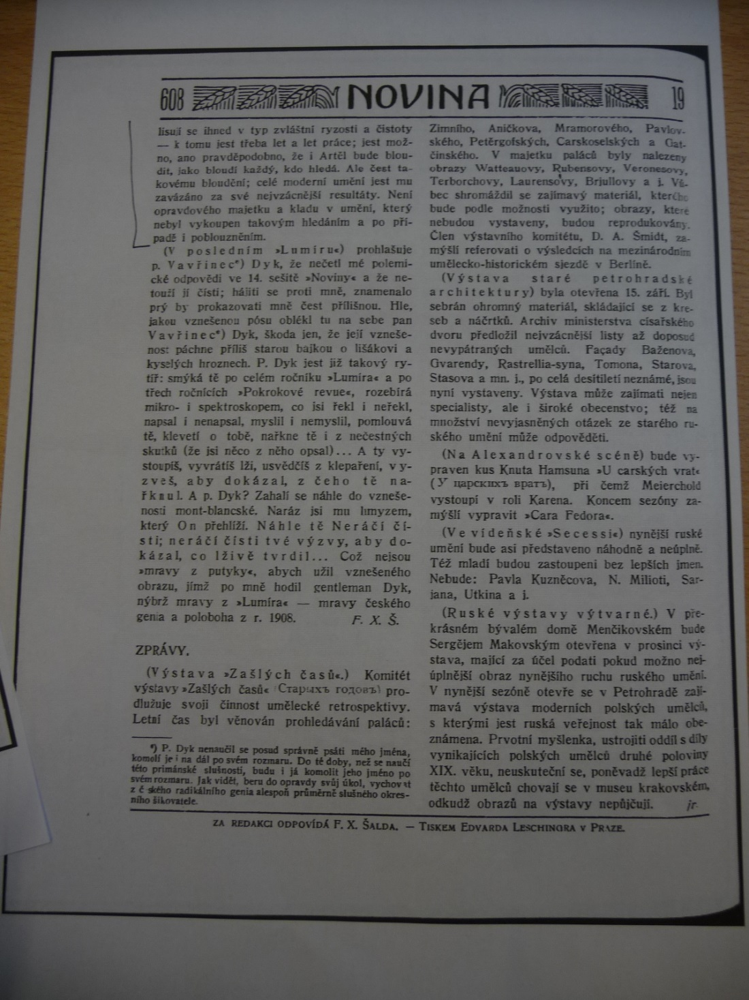 608 NOVINA 19
lisují se ihned v typ zvláštní ryzosti a čistoty
— k tomu jest třeba let a let práce; jest mož-
no, ano pravděpodobno, že i Artěl bude blou-
dit, jako bloudí každý, kdo hledá. Ale čest ta-
kovému bloudění; celé moderní umění jest mu
zavázáno za své nejvzácnější resultáty. Není
opravdového majetku a kladu v umění, který
nebyl vykoupen takovým hledáním a po pří-
padě i poblouzněním.
(V posledním »Lumíru«) prohlašuje
p. Vavřinec*) Dyk, že nečetl mé polemi-
cké odpovědi ve 14. sešitě »Noviny« a že ne-
touží jí čísti; hájiti se proti mně, znamenalo
prý by prokazovati mně čest přílišnou. Hle,
jakou vznešenou pósu oblékl tu na sebe pan
Vavřinec*) Dyk, škoda jen, že její vzneše-
nost páchne příliš starou bajkou o lišákovi a
kyselých hroznech. P. Dyk jest již takový ry-
tíř: smýká tě po celém ročníku »Lumíra« a po
třech ročnících »Pokrokové revue«, rozebírá
mikro- i spektroskopem, co jsi řekl i neřekl,
napsal i nenapsal, myslil i nemyslil, pomlouvá
tě, klevetí o tobě, nařkne tě i z nečestných
skutků (že jsi něco z něho opsal)... A ty vy-
stoupíš, vyvrátíš lži, usvědčíš z klepaření, vy-
zveš, aby dokázal, z čeho tě na-
řknul. A p. Dyk? Zahalí se náhle do vzneše-
nosti mont-blancské. Naráz jsi mu hmyzem,
který On přehlíží. Náhle tě Neráčí čí-
sti; neráčí čísti tvé výzvy, aby do-
kázal, co lživě tvrdil... Což nejsou
»mravy z putyky«, abych užil vznešeného
obrazu, jímž po mně hodil gentleman Dyk,
nýbrž mravy z »Lumíra« — mravy českého
genia a poloboha z r. 1908. F. X. Š.
ZPRÁVY.
(Výstava »Zašlých časů«.) Komitét
výstavy »Zašlých časů« (Старыхъ годовъ) pro-
dlužuje svoji činnost umělecké retrospektivy.
Letní čas byl věnován prohledávání paláců:
*) P. Dyk nenaučil se posud správně psáti mého jména,
komolí je i na dál po svém rozmaru. Do té doby, než se naučí
této primánské slušnosti, budu i já komolit jeho jméno po
svém rozmaru. Jak vidět, beru do opravdy svůj úkol, vychovat
z č ského radikálního genia alespoň průměrně slušného okres-
ního šikovatele.
Zimního, Aničkova, Mramorového, Pavlov-
ského, Petěrgofských, Carskoselských a Gat-
činského. V majetku paláců byly nalezeny
obrazy Watteauovy, Rubensovy, Veronesovy,
Terborchovy, Laurensovy, Brjullovy a j. Vů-
bec shromáždil se zajímavý materiál, kterého
bude podle možnosti využito; obrazy, které
nebudou vystaveny, budou reprodukovány.
Člen výstavního komitétu, D. A. Šmidt, za-
mýšlí referovati o výsledcích na mezinárodním
umělecko-historickém sjezdě v Berlíně.
(Výstava staré petrohradské
architektury) byla otevřena 15. září. Byl
sebrán ohromný materiál, skládající se z kre-
seb a náčrtků. Archiv ministerstva císařského
dvoru předložil nejvzácnější listy až doposud
nevypátraných umělců. Façady Baženova,
Gvarendy, Rastrellia-syna, Tomona, Starova,
Stasova a mn. j., po celá desítiletí neznámé, jsou
nyní vystaveny. Výstava může zajímati nejen
specialisty, ale i široké obecenstvo; též na
množství nevyjasněných otázek ze starého ru-
ského umění může odpověděti.
(Na Alexandrovské scéně) bude vy-
praven kus Knuta Hamsuna »U carských vrat«
(У царскихъ вратъ), při čemž Meierchold
vystoupí v roli Karena. Koncem sezóny za-
mýšlí vypravit »Cara Fedora«.
(Ve vídeňské »Secessi«) nynější ruské
umění bude asi představeno náhodně a neúplně.
Též mladí budou zastoupeni bez lepších jmen.
Nebude: Pavla Kuzněcova, N. Milioti, Sar-
jana, Utkina a j.
(Ruské výstavy výtvarné.) V pře-
krásném bývalém domě Menčikovském bude
Sergějem Makovským otevřena v prosinci vý-
stava, mající za účel podati pokud možno nej-
úplnější obraz nynějšího ruchu ruského umění.
V nynější sezóně otevře se v Petrohradě zají-
mavá výstava moderních polských umělců,
s kterými jest ruská veřejnost tak málo obe-
známena. Prvotní myšlenka, ustrojiti oddíl s díly
vynikajících polských umělců druhé poloviny
XIX. věku, neuskuteční se, poněvadž lepší práce
těchto umělců chovají se v museu krakovském,
odkudž obrazů na výstavy nepůjčují. jr.
ZA REDAKCI ODPOVÍDÁ F. X. ŠALDA. — TISKEM EDVARDA LESCHINGRA V PRAZE.